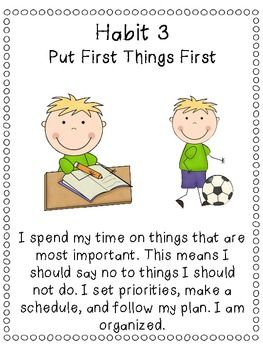 Habit 3
Put First Things First
I spend my time on things that are
most important. This means I
should say no to things I should
not do. I set priorities, make a
schedule, and follow my plan. I am
organized.